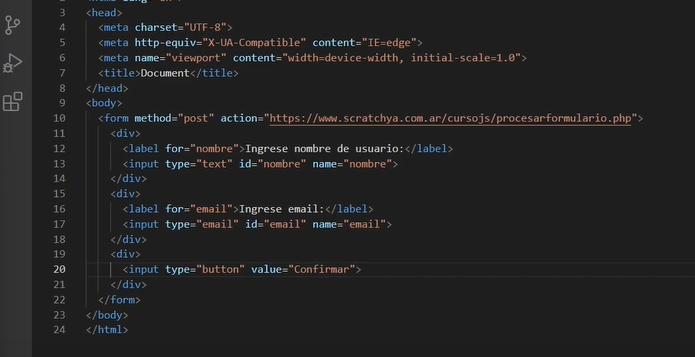 3 <head>
4 <meta charset="UTF-8">
5 <meta http-equiv="X-UA-Compatible" content="IE=edge">
6 <meta name="viewport" content="width=device-width, initial-scale=1.0">
7 <title>Document</title>
8 </head>
9 <body>
10 <form method="post" action="https://www.scratchya.com.ar/cursojs/procesarformulario.php">
11 <div>
12 <label for="nombre">Ingrese nombre de usuario:</label>
13 <input type="text" id="nombre" name="nombre">
14 </div>
15 <div>
16 <label for="email">Ingrese email:</label>
17 <input type="email" id="email" name="email">
18 </div>
19 <div>
20 <input type="button" value="Confirmar">
21 </div>
22 </form>
23 </body>
24 </html>